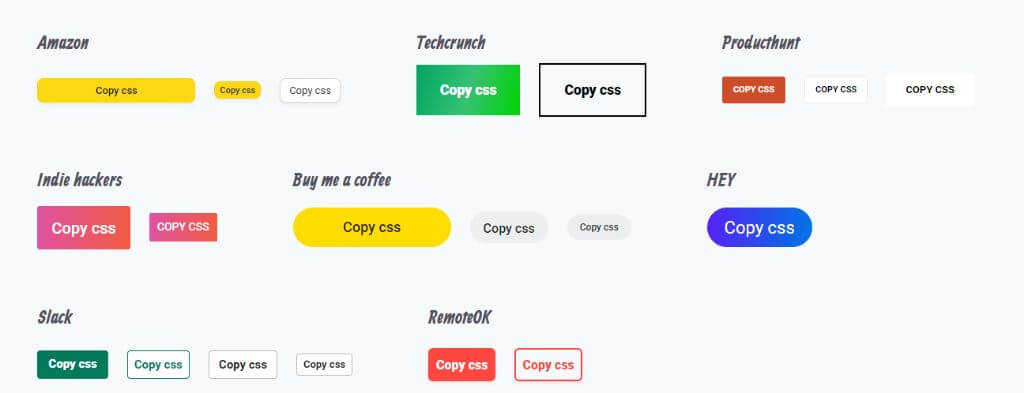 Amazon
Copy css Copy css Copy css
Techcrunch
Copy css Copy css
Producthunt
COPY CSS COPY CSS COPY CSS
Indie hackers
Copy css COPY CSS
Buy me a coffee
Copy css Copy css Copy css
HEY
Copy css
Slack
Copy css Copy css Copy css Copy css
RemoteOK
Copy css Copy css